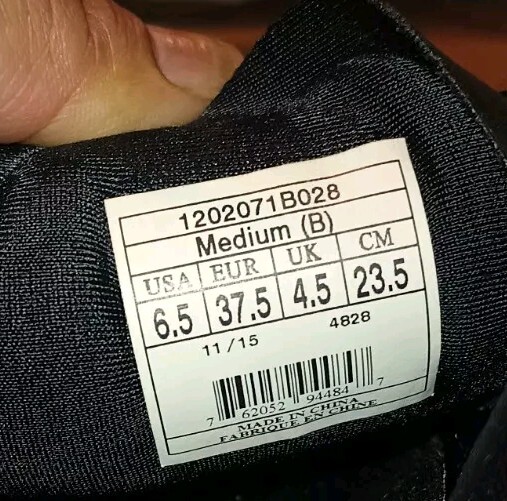 1202071B028
Medium (B)
USA EUR UK CM
6.5 37.5 4.5 23.5
11/15 4828
7 62052 94484 7
MADE IN CHINA
FABRIQUE EN CHINE